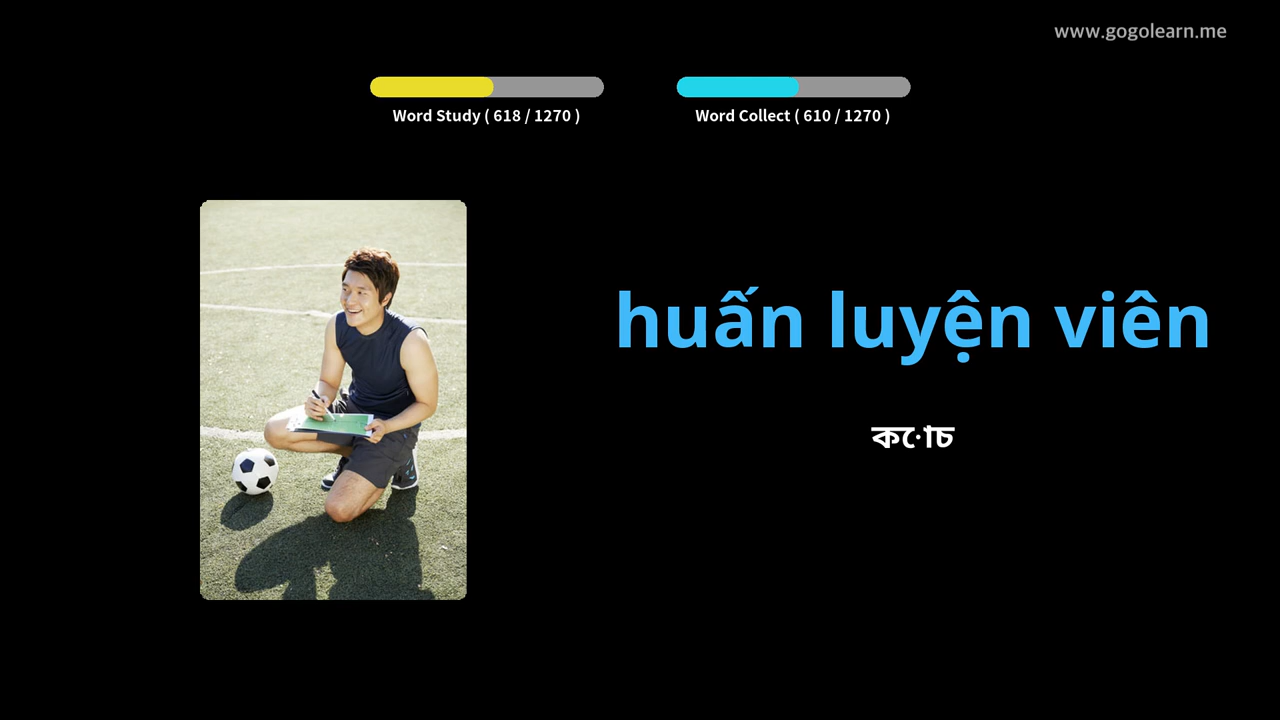 www.gogolearn.me
Word Study ( 618 / 1270 )
Word Collect ( 610 / 1270 )
huấn luyện viên
কোচ